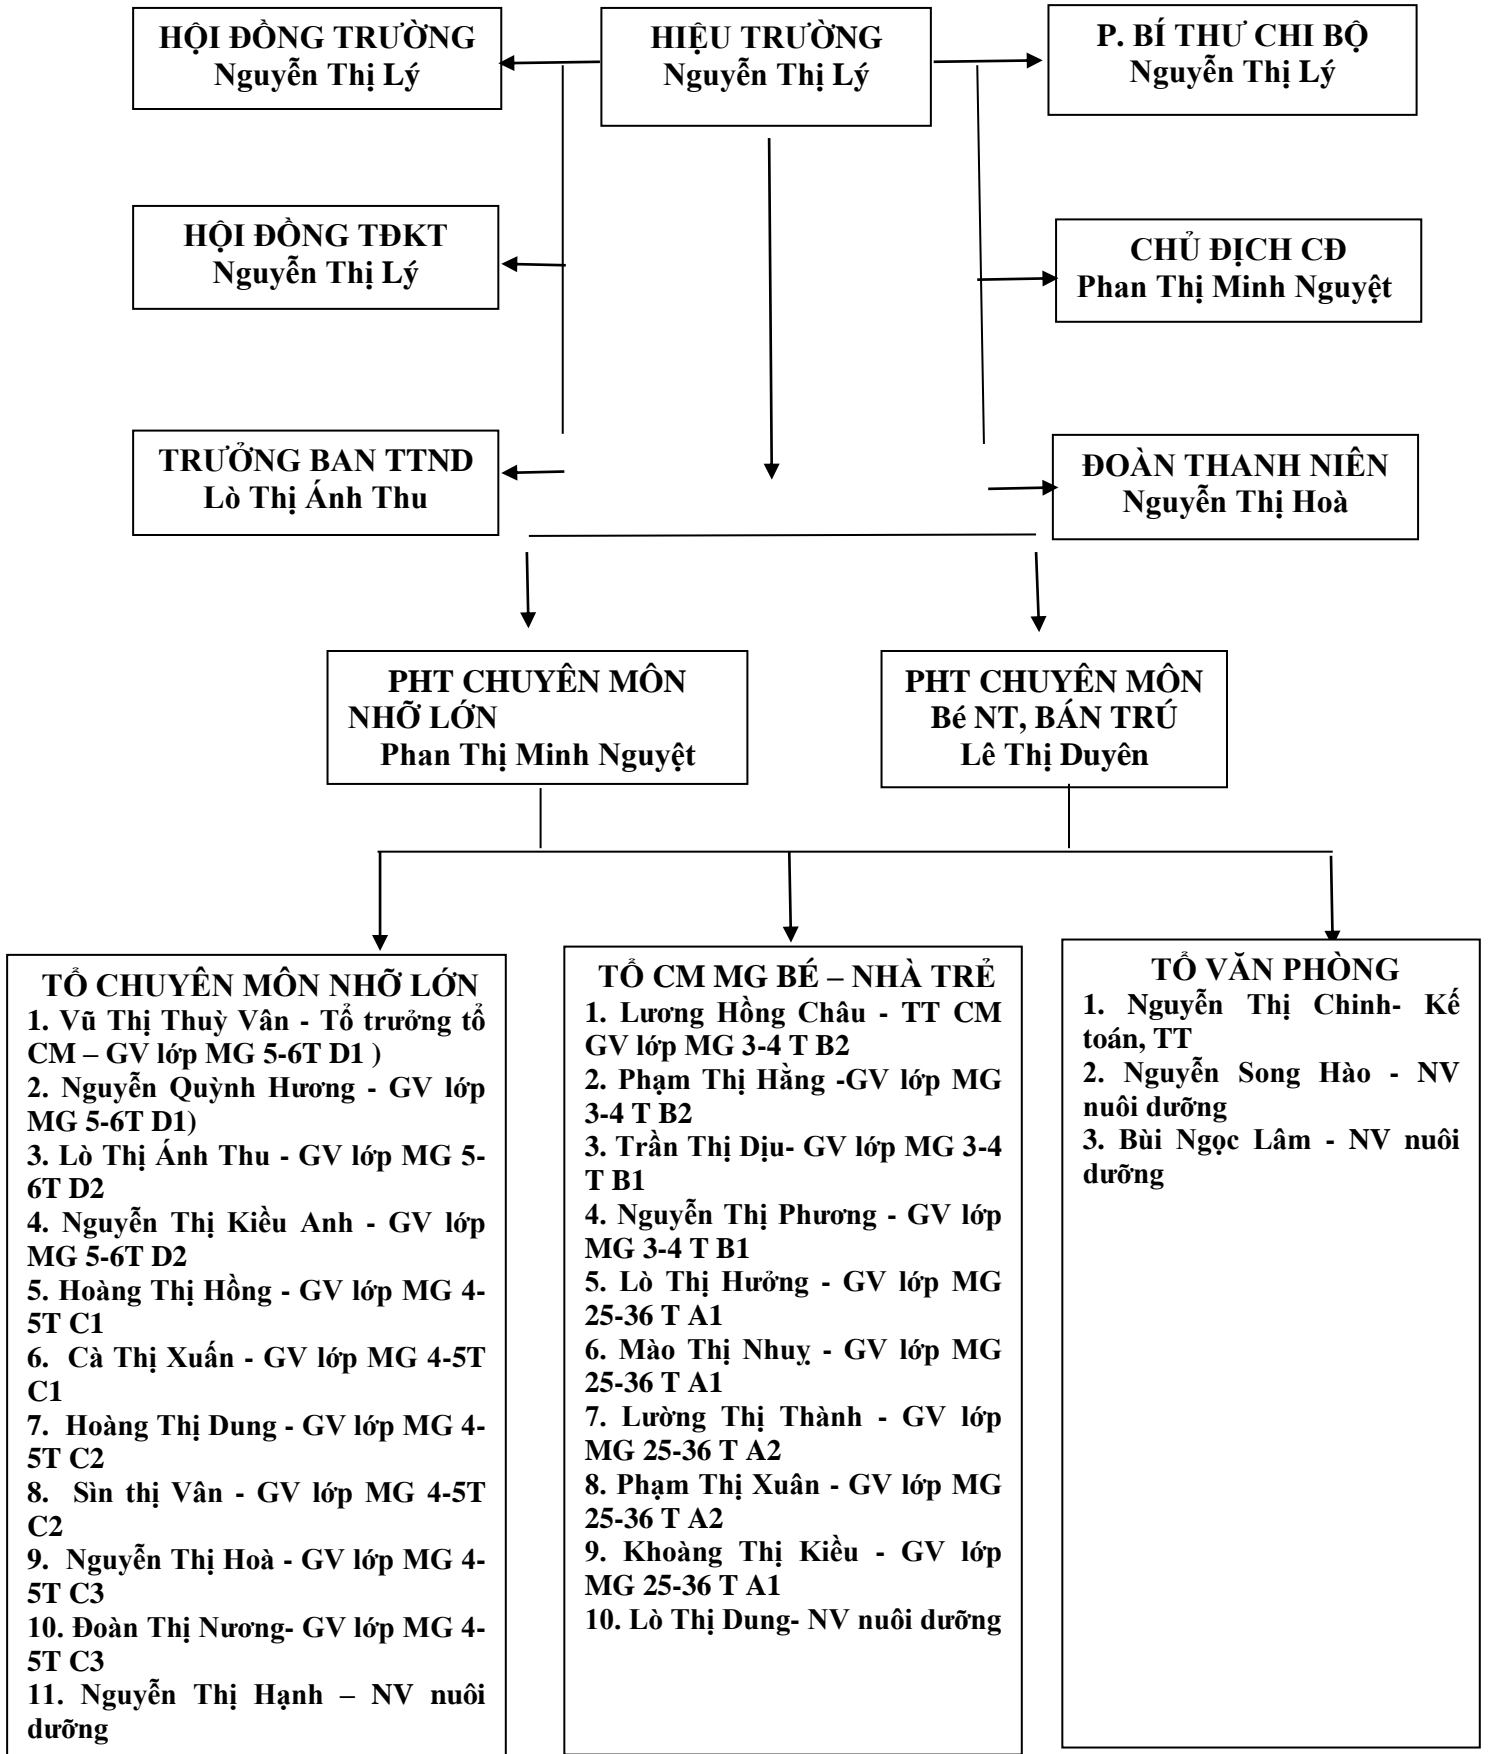 HỘI ĐỒNG TRƯỜNG
Nguyễn Thị Lý
HIỆU TRƯỜNG
Nguyễn Thị Lý
P. BÍ THƯ CHI BỘ
Nguyễn Thị Lý
HỘI ĐỒNG TĐKT
Nguyễn Thị Lý
CHỦ ĐỊCH CĐ
Phan Thị Minh Nguyệt
TRƯỞNG BAN TTND
Lò Thị Ánh Thu
ĐOÀN THANH NIÊN
Nguyễn Thị Hoà
PHT CHUYÊN MÔN
NHỠ LỚN
Phan Thị Minh Nguyệt
PHT CHUYÊN MÔN
Bé NT, BÁN TRÚ
Lê Thị Duyên
TỔ CHUYÊN MÔN NHỠ LỚN
1. Vũ Thị Thuỳ Vân - Tổ trưởng tổ
CM – GV lớp MG 5-6T D1 )
2. Nguyễn Quỳnh Hương - GV lớp
MG 5-6T D1)
3. Lò Thị Ánh Thu - GV lớp MG 5-
6T D2
4. Nguyễn Thị Kiều Anh - GV lớp
MG 5-6T D2
5. Hoàng Thị Hồng - GV lớp MG 4-
5T C1
6. Cà Thị Xuấn - GV lớp MG 4-5T
C1
7. Hoàng Thị Dung - GV lớp MG 4-
5T C2
8. Sìn thị Vân - GV lớp MG 4-5T
C2
9. Nguyễn Thị Hoà - GV lớp MG 4-
5T C3
10. Đoàn Thị Nương- GV lớp MG 4-
5T C3
11. Nguyễn Thị Hạnh – NV nuôi
dưỡng
TỔ CM MG BÉ – NHÀ TRẺ
1. Lương Hồng Châu - TT CM
GV lớp MG 3-4 T B2
2. Phạm Thị Hằng -GV lớp MG
3-4 T B2
3. Trần Thị Dịu- GV lớp MG 3-4
T B1
4. Nguyễn Thị Phương - GV lớp
MG 3-4 T B1
5. Lò Thị Hưởng - GV lớp MG
25-36 T A1
6. Mào Thị Nhuỵ - GV lớp MG
25-36 T A1
7. Lường Thị Thành - GV lớp
MG 25-36 T A2
8. Phạm Thị Xuân - GV lớp MG
25-36 T A2
9. Khoàng Thị Kiều - GV lớp
MG 25-36 T A1
10. Lò Thị Dung- NV nuôi dưỡng
TỔ VĂN PHÒNG
1. Nguyễn Thị Chinh- Kế
toán, TT
2. Nguyễn Song Hào - NV
nuôi dưỡng
3. Bùi Ngọc Lâm - NV nuôi
dưỡng